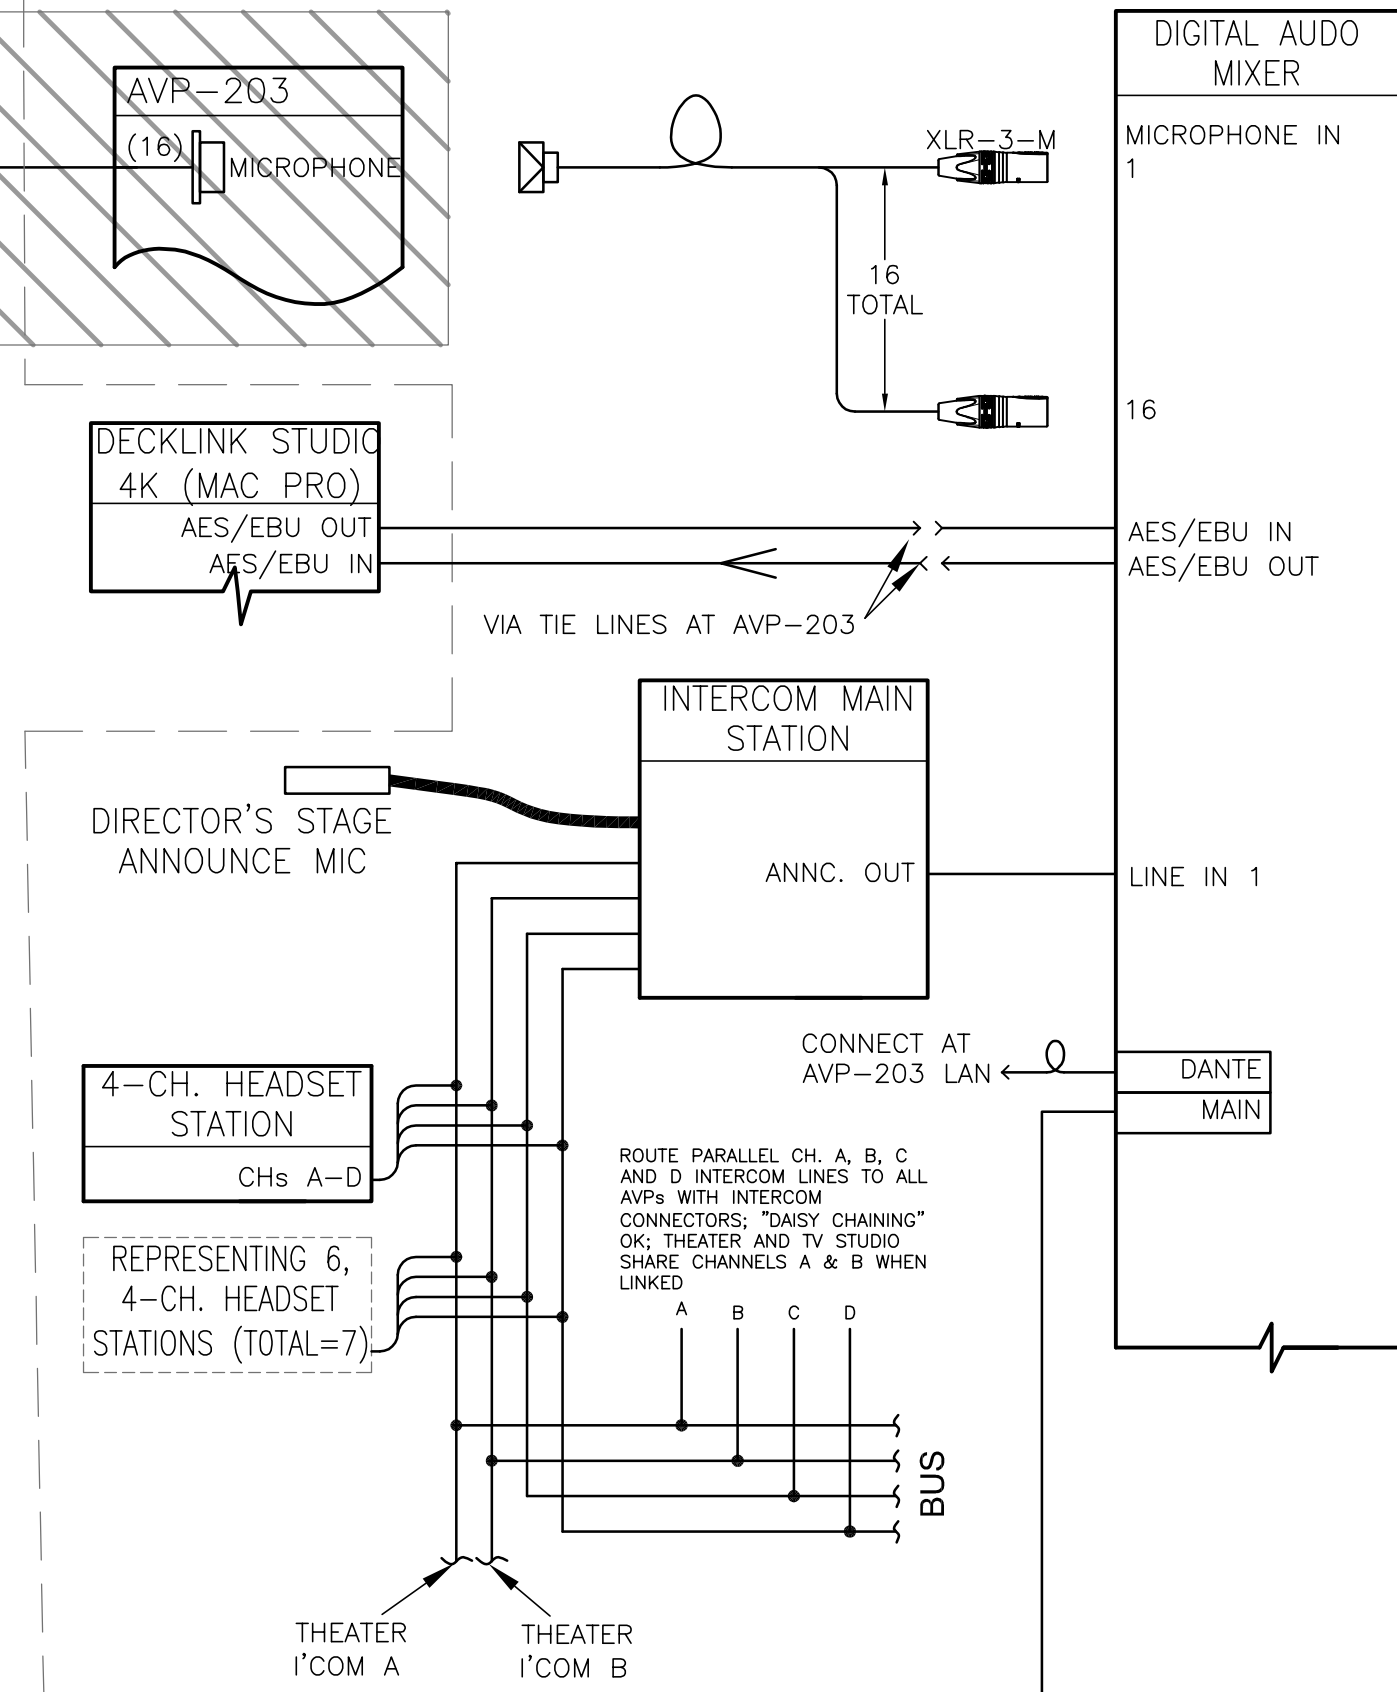 DIGITAL AUDO
MIXER
AVP-203
(16)
MICROPHONE
XLR-3-M
MICROPHONE IN
1
16
TOTAL
16
DECKLINK STUDIO
4K (MAC PRO)
AES/EBU OUT
AES/EBU IN
AES/EBU IN
AES/EBU OUT
VIA TIE LINES AT AVP-203
INTERCOM MAIN
STATION
DIRECTOR'S STAGE
ANNOUNCE MIC
ANNC. OUT
LINE IN 1
CONNECT AT
AVP-203 LAN
DANTE
MAIN
4-CH. HEADSET
STATION
CHs A-D
ROUTE PARALLEL CH. A, B, C
AND D INTERCOM LINES TO ALL
AVPs WITH INTERCOM
CONNECTORS; "DAISY CHAINING"
OK; THEATER AND TV STUDIO
SHARE CHANNELS A & B WHEN
LINKED
REPRESENTING 6,
4-CH. HEADSET
STATIONS (TOTAL=7)
A B C D
BUS
THEATER
I'COM A
THEATER
I'COM B